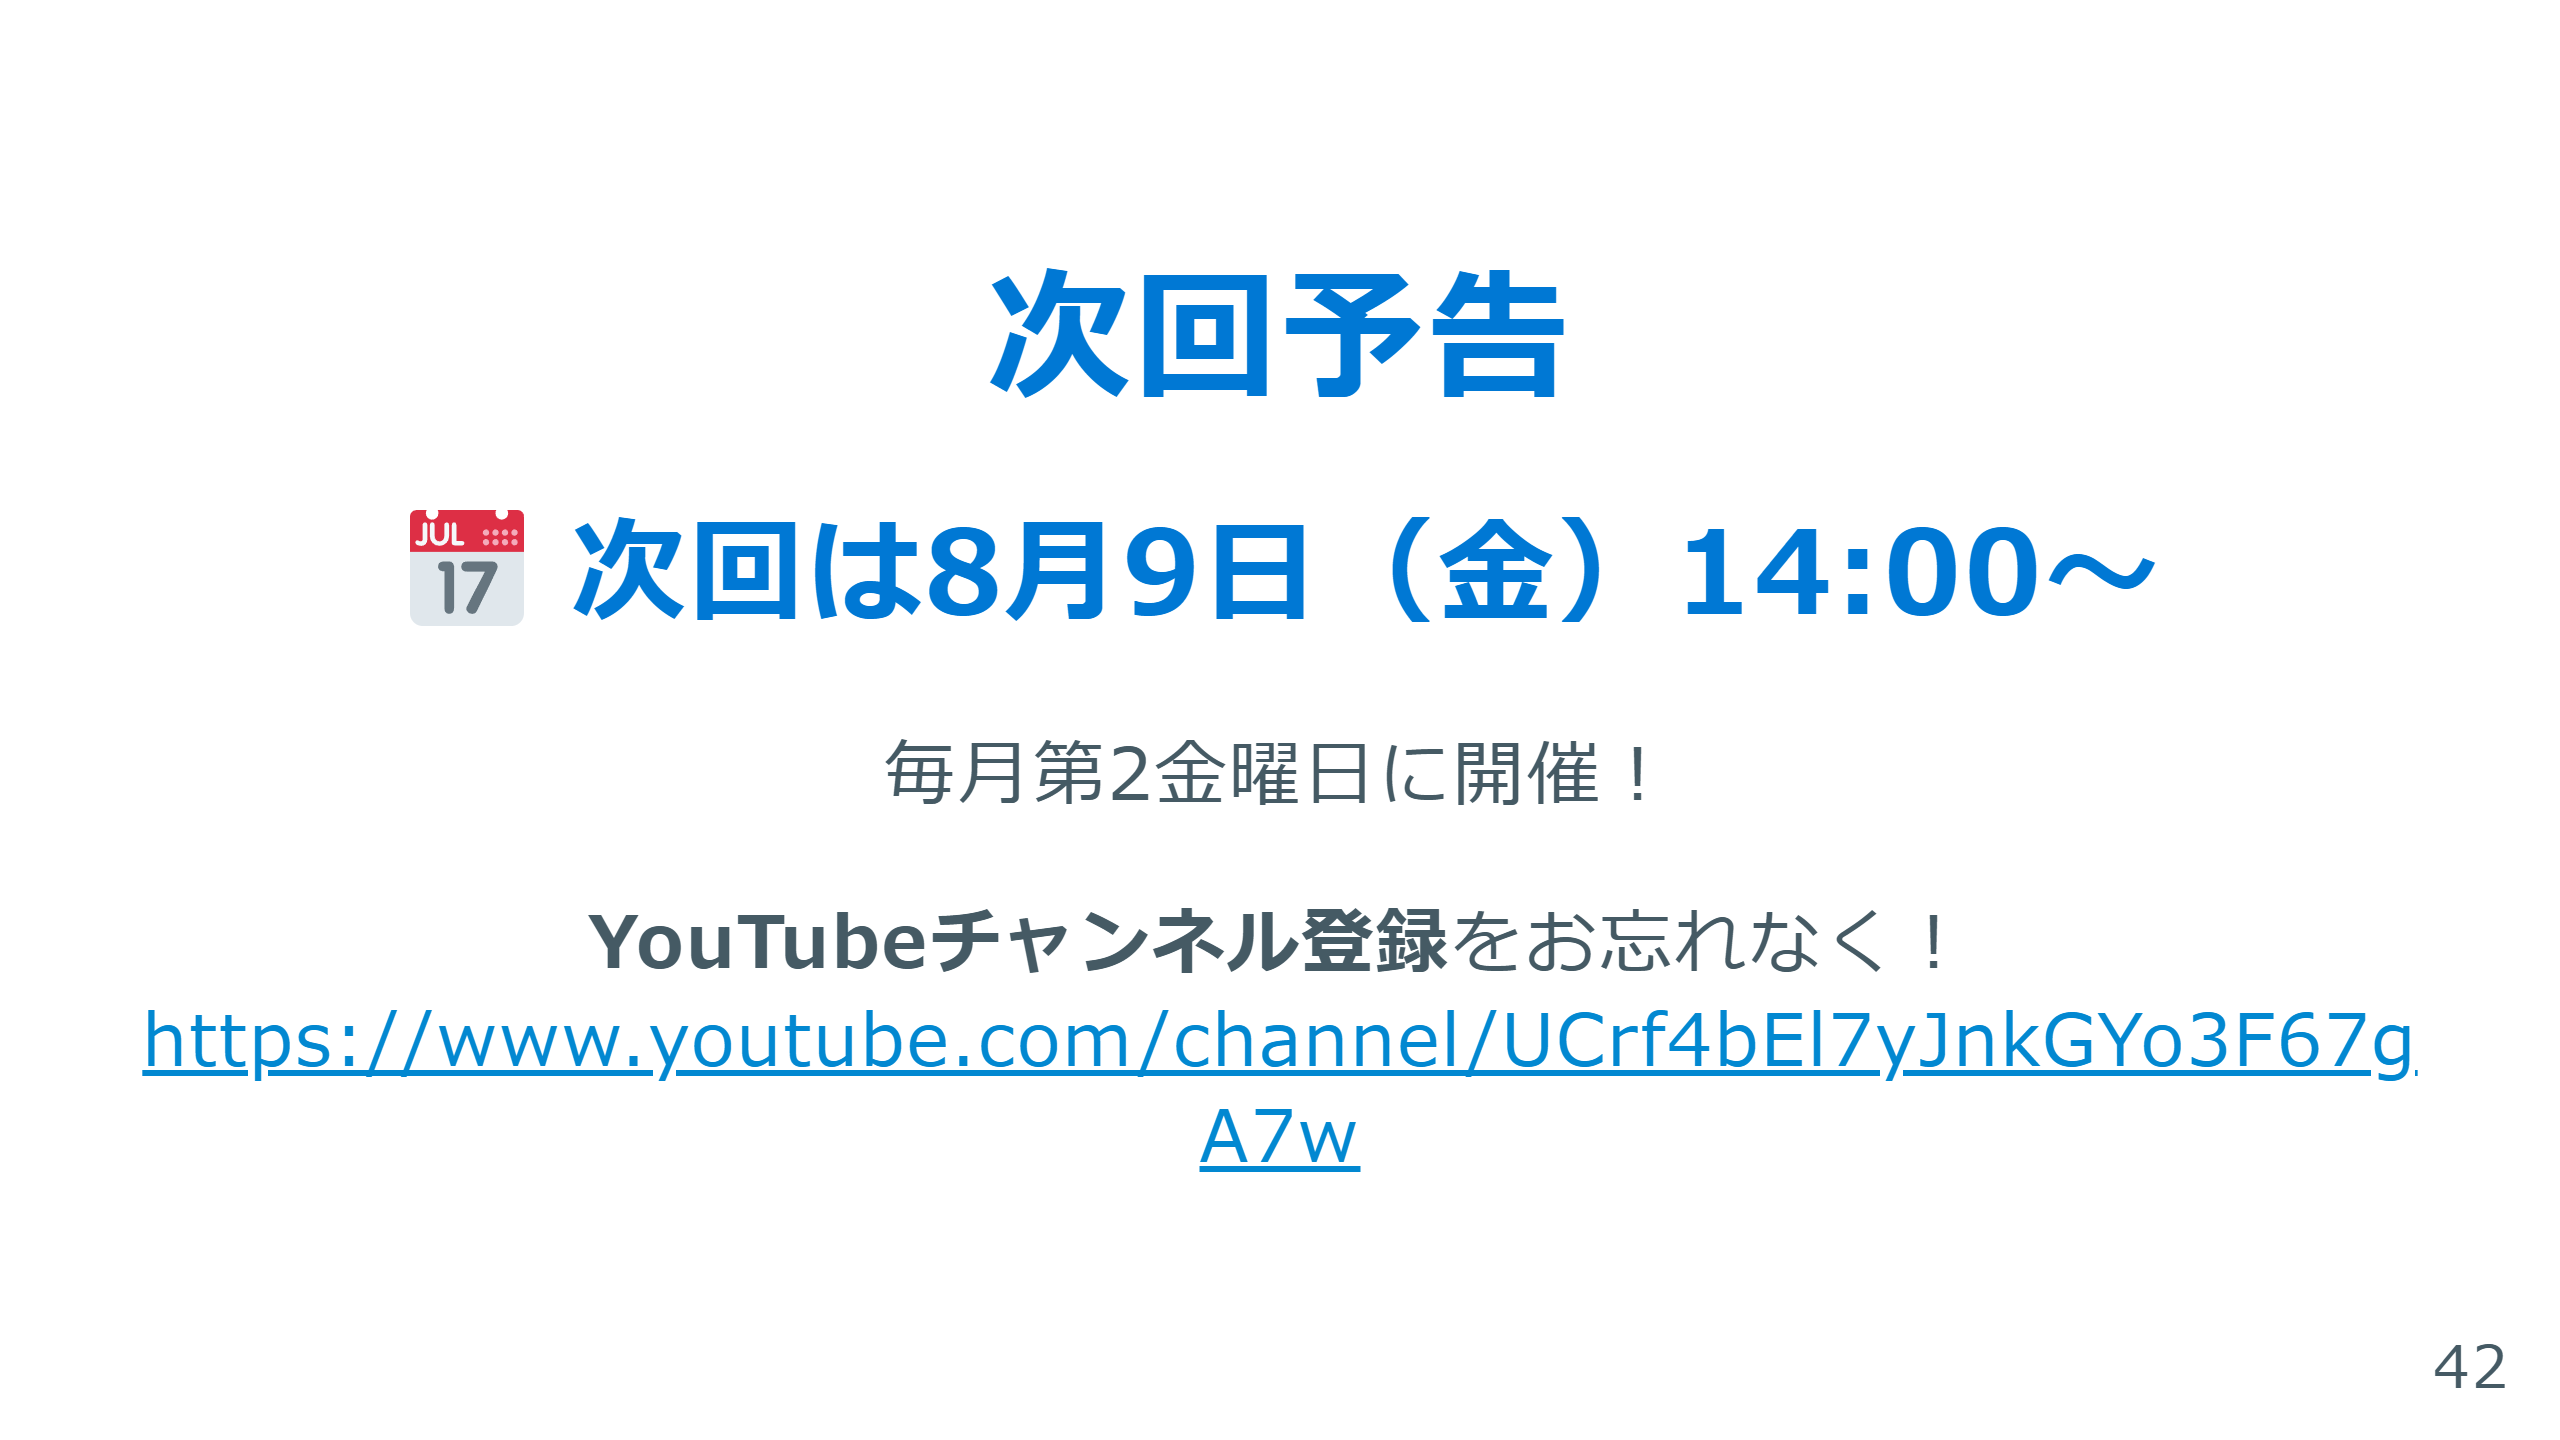 次回予告
JUL
17
次回は8月9日（金）14:00～
毎月第2金曜日に開催！
YouTubeチャンネル登録をお忘れなく！
https://www.youtube.com/channel/UCrf4bEl7yJnkGYo3F67g
A7w
42